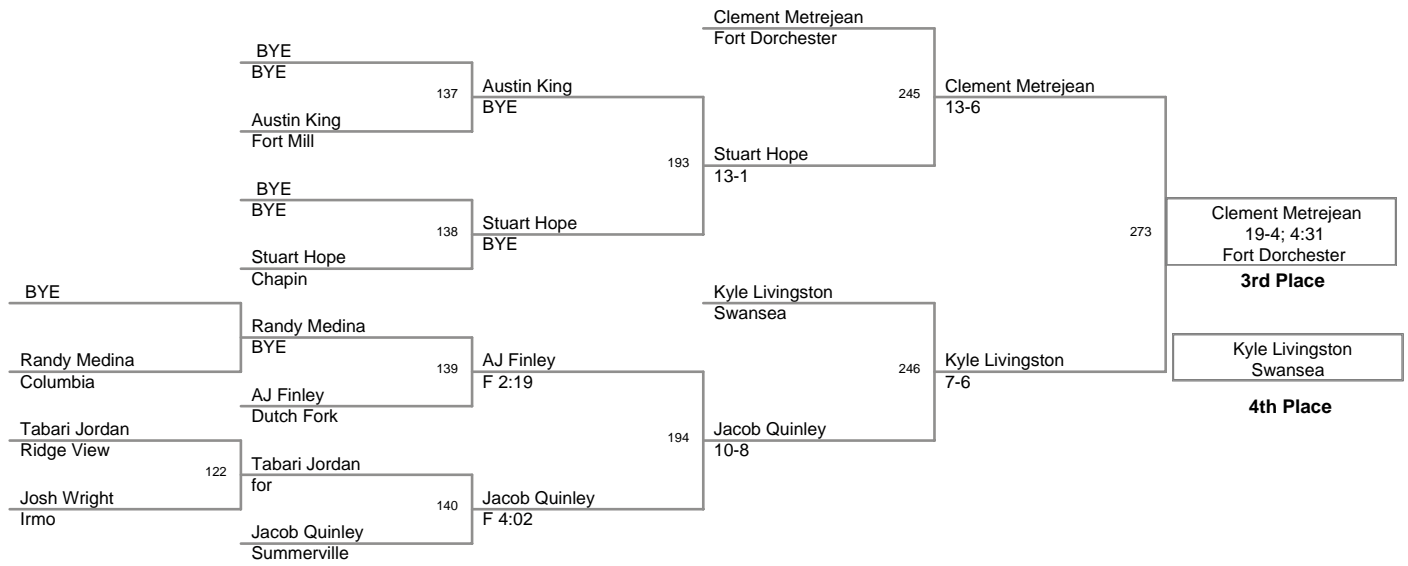 Clement Metrejean
Fort Dorchester
BYE
BYE
137
Austin King
BYE
245
Clement Metrejean
13-6
Austin King
Fort Mill
193
Stuart Hope
13-1
BYE
BYE
138
Stuart Hope
BYE
273
Clement Metrejean
19-4; 4:31
Fort Dorchester
3rd Place
Stuart Hope
Chapin
BYE
Kyle Livingston
Swansea
Randy Medina
BYE
Randy Medina
Columbia
139
AJ Finley
F 2:19
246
Kyle Livingston
7-6
Kyle Livingston
Swansea
4th Place
AJ Finley
Dutch Fork
Tabari Jordan
Ridge View
194
Jacob Quinley
10-8
122
Tabari Jordan
for
Josh Wright
Irmo
140
Jacob Quinley
F 4:02
Jacob Quinley
Summerville